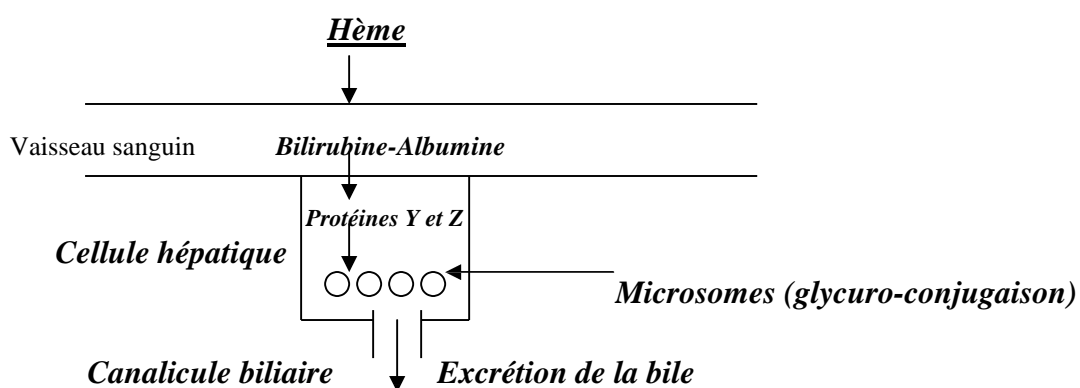 Hème
Vaisseau sanguin
Bilirubine-Albumine
Protéines Y et Z
Cellule hépatique
Microsomes (glycuro-conjugaison)
Canalicule biliaire
Excrétion de la bile